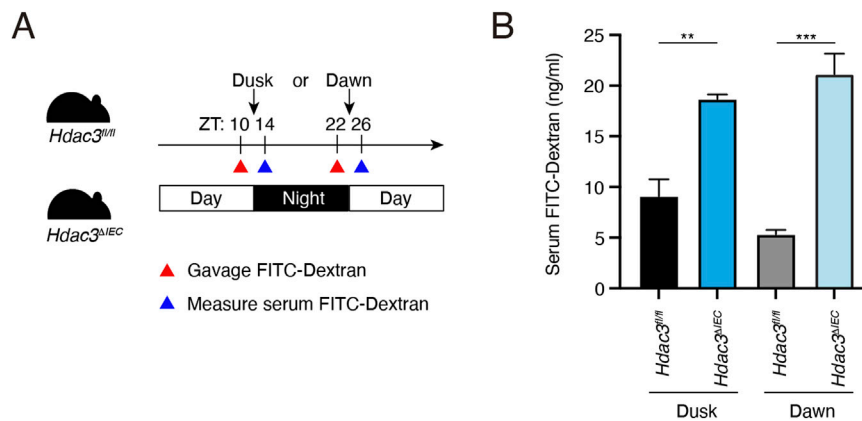 A
Dusk or Dawn
Hdac3fl/fl
ZT: 10 14 22 26
Day Night Day
Hdac3ΔIEC
Gavage FITC-Dextran
Measure serum FITC-Dextran
B
Serum FITC-Dextran (ng/ml)
25
20
15
10
5
0
** ***
Hdac3fl/fl Hdac3ΔIEC Hdac3fl/fl Hdac3ΔIEC
Dusk Dawn